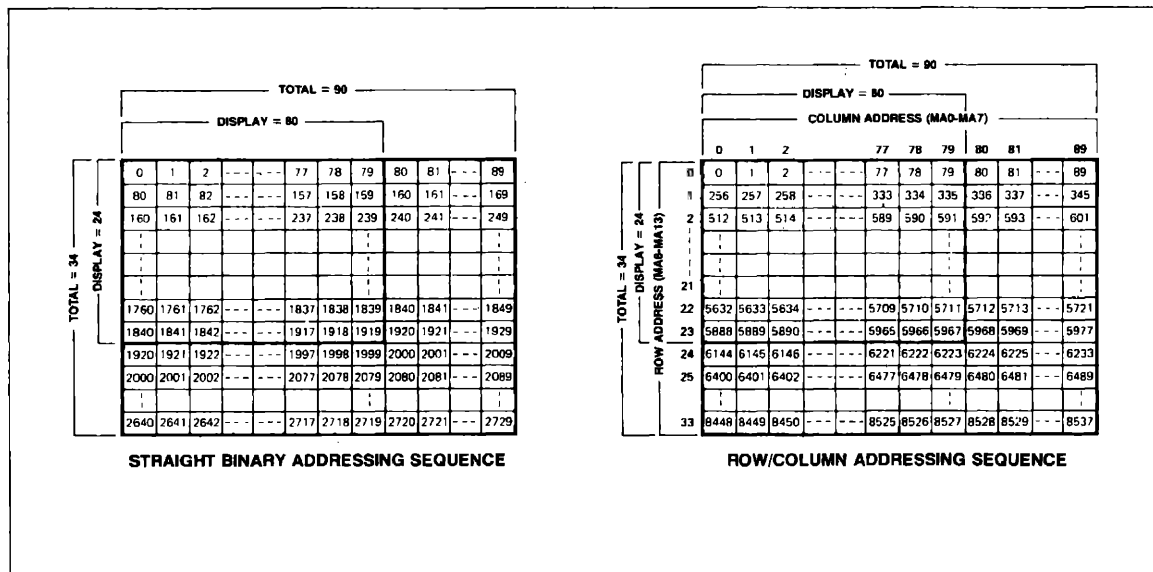 TOTAL = 90
DISPLAY = 80
TOTAL = 34
DISPLAY = 24
0 1 2 ---- ---- 77 78 79 80 81 --- 89
80 81 82 ---- ---- 157 158 159 160 161 --- 169
160 161 162 ---- ---- 237 238 239 240 241 --- 249
1760 1761 1762 ---- ---- 1837 1838 1839 1840 1841 --- 1849
1840 1841 1842 ---- ---- 1917 1918 1919 1920 1921 --- 1929
1920 1921 1922 ---- ---- 1997 1998 1999 2000 2001 --- 2009
2000 2001 2002 ---- ---- 2077 2078 2079 2080 2081 --- 2089
2640 2641 2642 ---- ---- 2717 2718 2719 2720 2721 --- 2729
STRAIGHT BINARY ADDRESSING SEQUENCE
TOTAL = 90
DISPLAY = 80
COLUMN ADDRESS (MA0-MA7)
TOTAL = 34
DISPLAY = 24
ROW ADDRESS (MA8-MA13)
0 1 2 77 78 79 80 81 89
0 0 1 2 ---- ---- 77 78 79 80 81 --- 89
1 256 257 258 ---- ---- 333 334 335 336 337 --- 345
2 512 513 514 ---- ---- 589 590 591 592 593 --- 601
21
22 5632 5633 5634 ---- ---- 5709 5710 5711 5712 5713 --- 5721
23 5888 5889 5890 ---- ---- 5965 5966 5967 5968 5969 --- 5977
24 6144 6145 6146 ---- ---- 6221 6222 6223 6224 6225 --- 6233
25 6400 6401 6402 ---- ---- 6477 6478 6479 6480 6481 --- 6489
33 8448 8449 8450 ---- ---- 8525 8526 8527 8528 8529 --- 8537
ROW/COLUMN ADDRESSING SEQUENCE